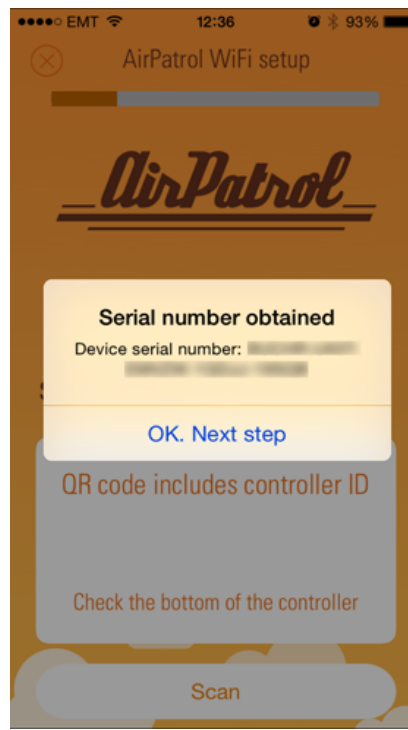 EMT 12:36 93%
AirPatrol WiFi setup
AirPatrol
Serial number obtained
Device serial number:
OK. Next step
QR code includes controller ID
Check the bottom of the controller
Scan